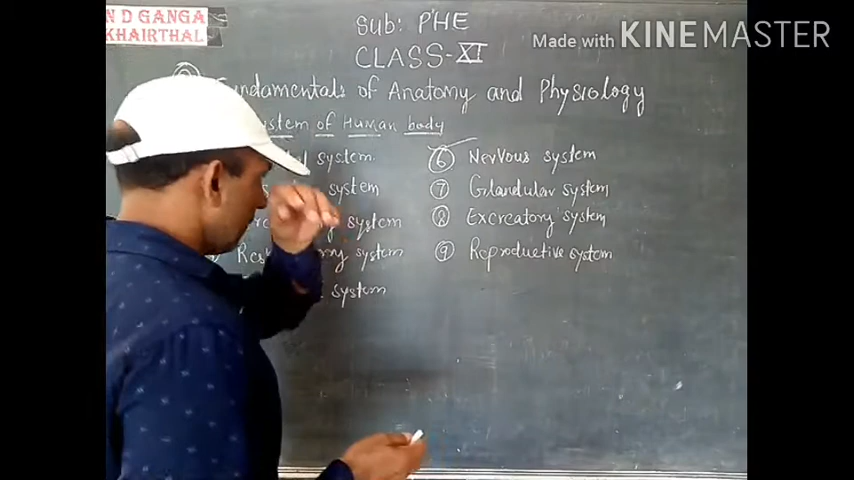 N D GANGA
KHAIRTHAL
Made with KINEMASTER
Sub: PHE
CLASS-XI
Fundamentals of Anatomy and Physiology
System of Human body
system.
system
system
system
system
⑥ Nervous system
⑦ Glandular system
⑧ Excreatory system
⑨ Reproductive system